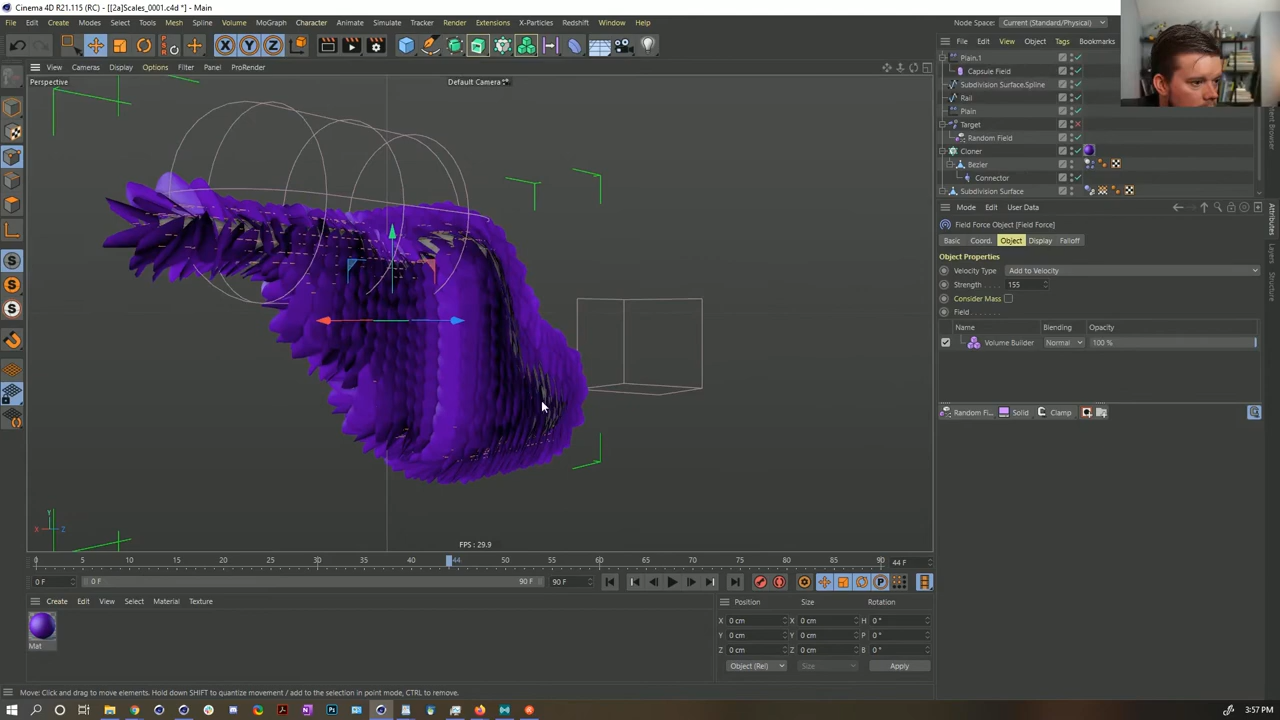 Cinema 4D R21.115 (RC) - [[2a]Scales_0001.c4d *] - Main
File Edit Create Modes Select Tools Mesh Spline Volume MoGraph Character Animate Simulate Tracker Render Extensions X-Particles Redshift Window Help
Node Space: Current (Standard/Physical)
X Y Z
View Cameras Display Options Filter Panel ProRender
File Edit View Object Tags Bookmarks
Perspective
Default Camera
Plain.1
Capsule Field
Subdivision Surface.Spline
Rail
Plain
Target
Random Field
Cloner
Bezier
Connector
Subdivision Surface
Mode Edit User Data
Field Force Object [Field Force]
Basic Coord. Object Display Falloff
Object Properties
Velocity Type Add to Velocity
Strength . . . . 155
Consider Mass
Field . . . . . .
Name Blending Opacity
Volume Builder Normal 100 %
Random Fi... Solid Clamp
Content Browser
Attributes
Structure
Y
X Z
FPS : 29.9
0 5 10 15 20 25 30 35 40 44 50 55 60 65 70 75 80 85 90 44 F
0 F 0 F 90 F 90 F
P
Create Edit View Select Material Texture
Mat
Position Size Rotation
X 0 cm X 0 cm H 0 °
Y 0 cm Y 0 cm P 0 °
Z 0 cm Z 0 cm B 0 °
Object (Rel) Size Apply
Move: Click and drag to move elements. Hold down SHIFT to quantize movement / add to the selection in point mode, CTRL to remove.
3:57 PM